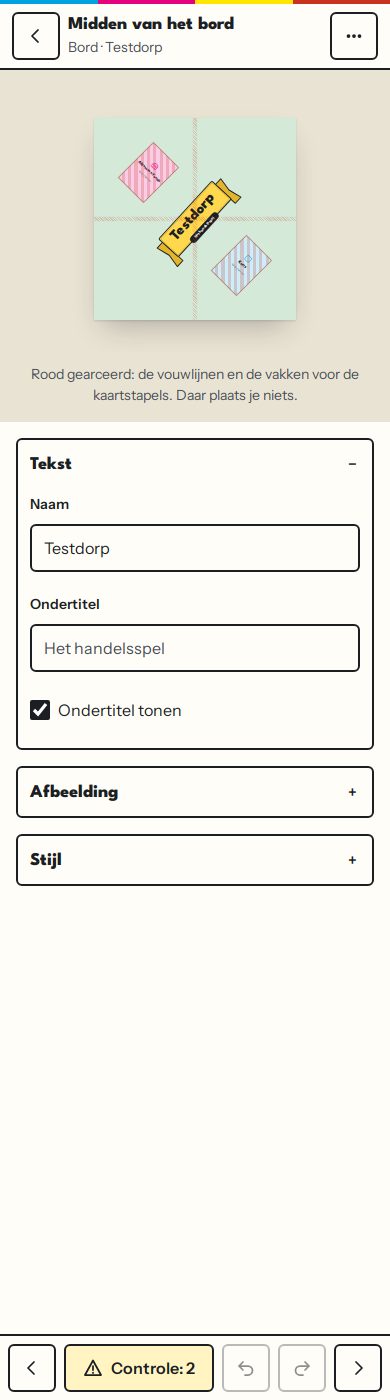 Midden van het bord
Bord · Testdorp
Testdorp
Rood gearceerd: de vouwlijnen en de vakken voor de
kaartstapels. Daar plaats je niets.
Tekst
Naam
Testdorp
Ondertitel
Het handelsspel
Ondertitel tonen
Afbeelding
Stijl
Controle: 2